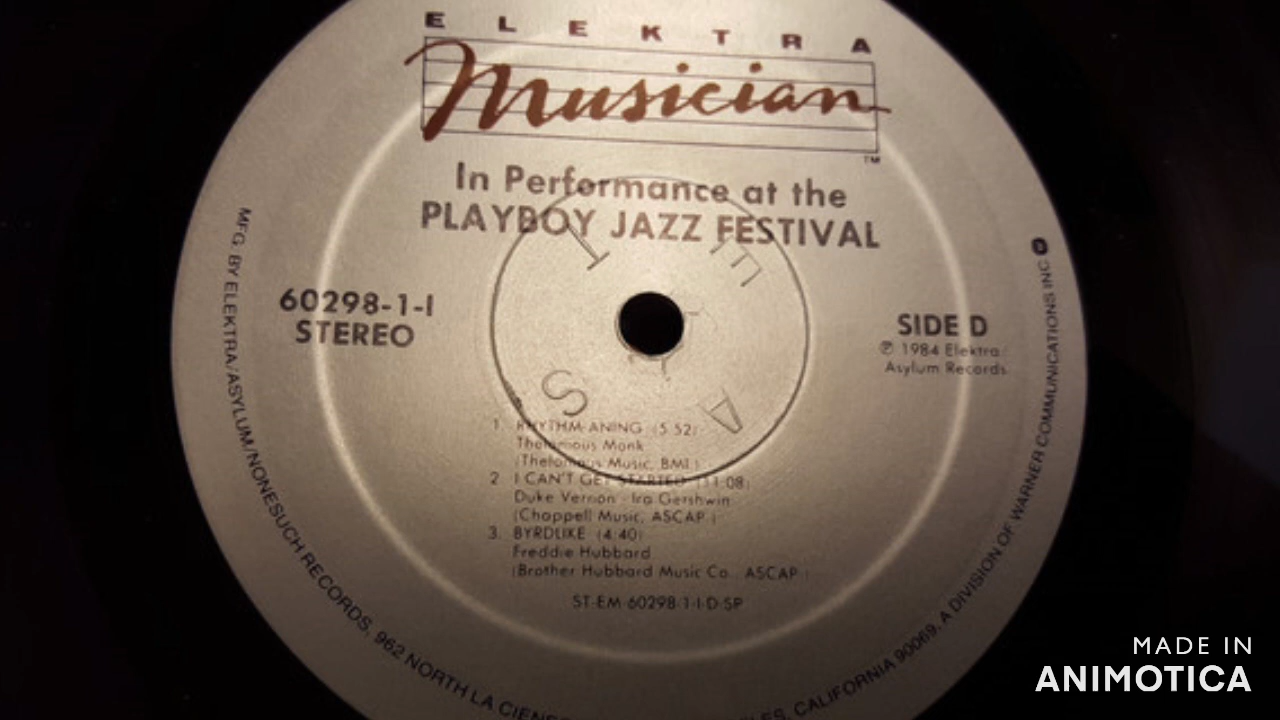 ELEKTRA
Musician
TM
In Performance at the
PLAYBOY JAZZ FESTIVAL
60298-1-I
STEREO
SIDE D
℗ 1984 Elektra/
Asylum Records
1. RHYTHM-A-NING (5:52)
Thelonious Monk
(Thelonious Music, BMI)
2. I CAN'T GET STARTED (11:08)
Duke Vernon - Ira Gershwin
(Chappell Music, ASCAP)
3. BYRDLIKE (4:40)
Freddie Hubbard
(Brother Hubbard Music Co., ASCAP)
ST-EM-60298-1-I-D-SP
MFG. BY ELEKTRA/ASYLUM/NONESUCH RECORDS, 962 NORTH LA CALIFORNIA 90069, A DIVISION OF WARNER COMMUNICATIONS INC.
MADE IN
ANIMOTICA